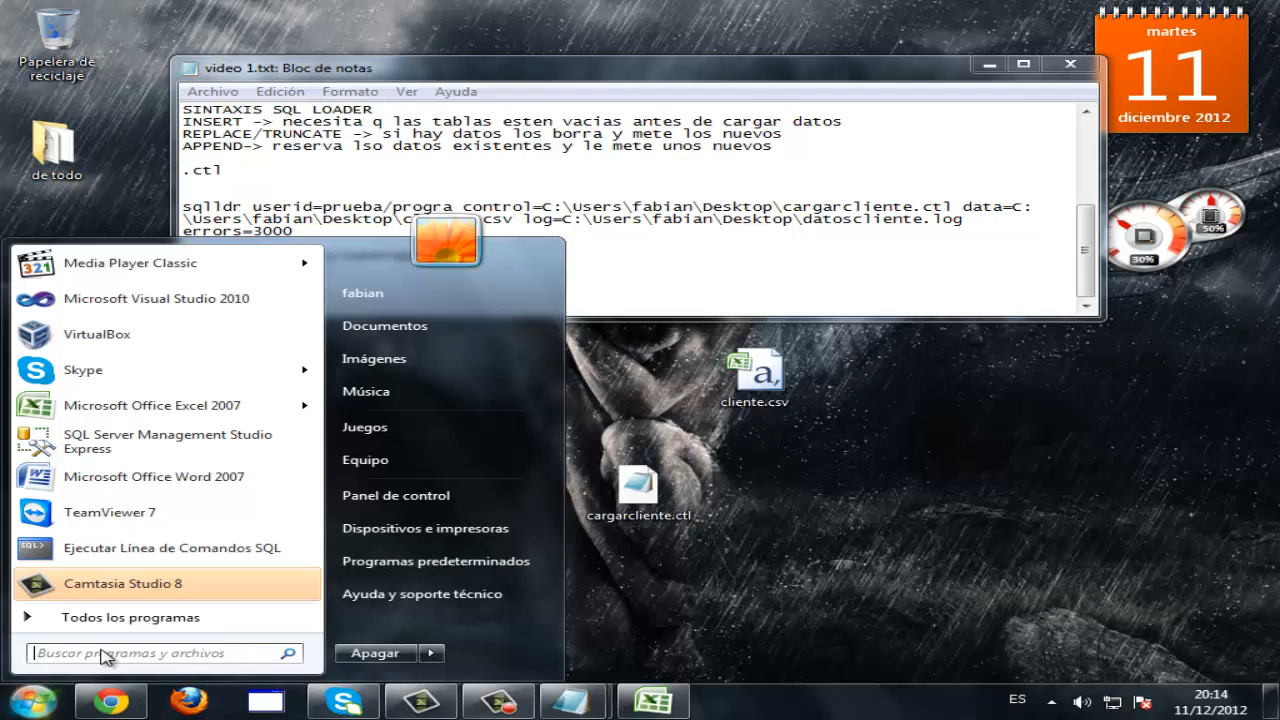 Papelera de
reciclaje
de todo
video 1.txt: Bloc de notas
Archivo Edición Formato Ver Ayuda
SINTAXIS SQL LOADER
INSERT -> necesita q las tablas esten vacias antes de cargar datos
REPLACE/TRUNCATE -> si hay datos los borra y mete los nuevos
APPEND-> reserva lso datos existentes y le mete unos nuevos
.ctl
sqlldr userid=prueba/progra control=C:\Users\fabian\Desktop\cargarcliente.ctl data=C:
\Users\fabian\Desktop\c csv log=C:\Users\fabian\Desktop\datoscliente.log
errors=3000
martes
11
diciembre 2012
50%
30%
Media Player Classic
Microsoft Visual Studio 2010
VirtualBox
Skype
Microsoft Office Excel 2007
SQL Server Management Studio
Express
Microsoft Office Word 2007
TeamViewer 7
Ejecutar Línea de Comandos SQL
Camtasia Studio 8
Todos los programas
Buscar programas y archivos
fabian
Documentos
Imágenes
Música
Juegos
Equipo
Panel de control
Dispositivos e impresoras
Programas predeterminados
Ayuda y soporte técnico
Apagar
cliente.csv
cargarcliente.ctl
ES
20:14
11/12/2012